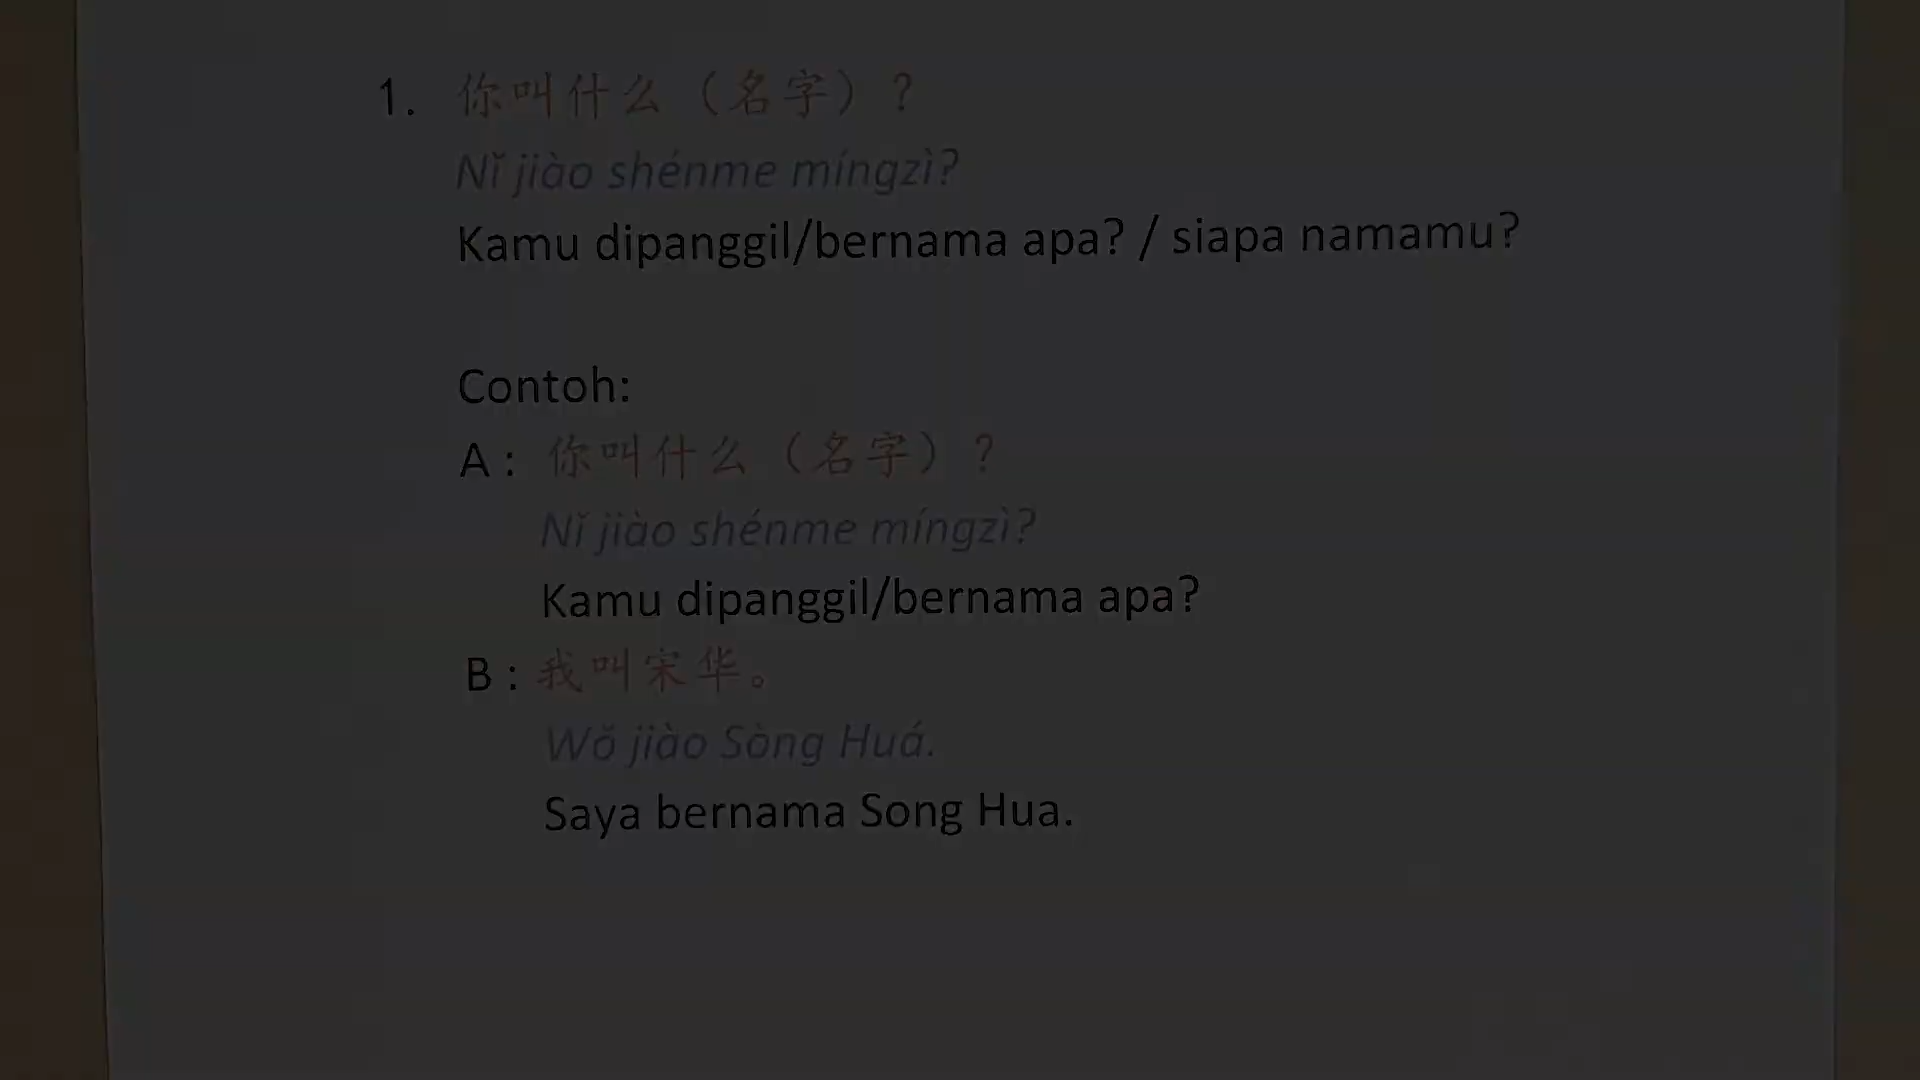 1. 你叫什么（名字）？
Nǐ jiào shénme míngzì?
Kamu dipanggil/bernama apa? / siapa namamu?
Contoh:
A : 你叫什么（名字）？
Nǐ jiào shénme míngzì?
Kamu dipanggil/bernama apa?
B : 我叫宋华。
Wǒ jiào Sòng Huá.
Saya bernama Song Hua.